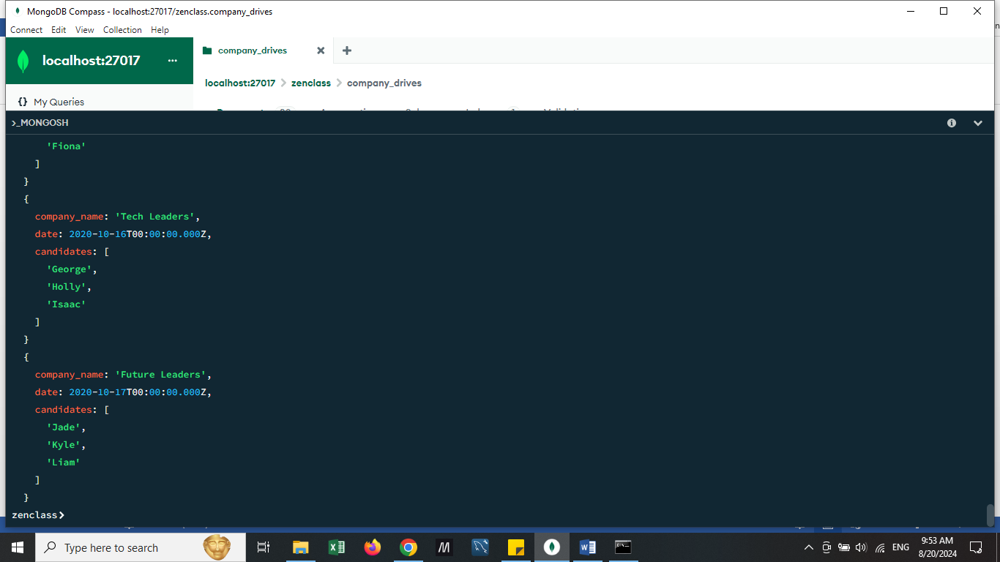 MongoDB Compass - localhost:27017/zenclass.company_drives
Connect Edit View Collection Help
localhost:27017 ...
company_drives
localhost:27017 > zenclass > company_drives
{} My Queries
>_MONGOSH
'Fiona'
]
}
{
company_name: 'Tech Leaders',
date: 2020-10-16T00:00:00.000Z,
candidates: [
'George',
'Holly',
'Isaac'
]
}
{
company_name: 'Future Leaders',
date: 2020-10-17T00:00:00.000Z,
candidates: [
'Jade',
'Kyle',
'Liam'
]
}
zenclass>
Type here to search
ENG
9:53 AM
8/20/2024